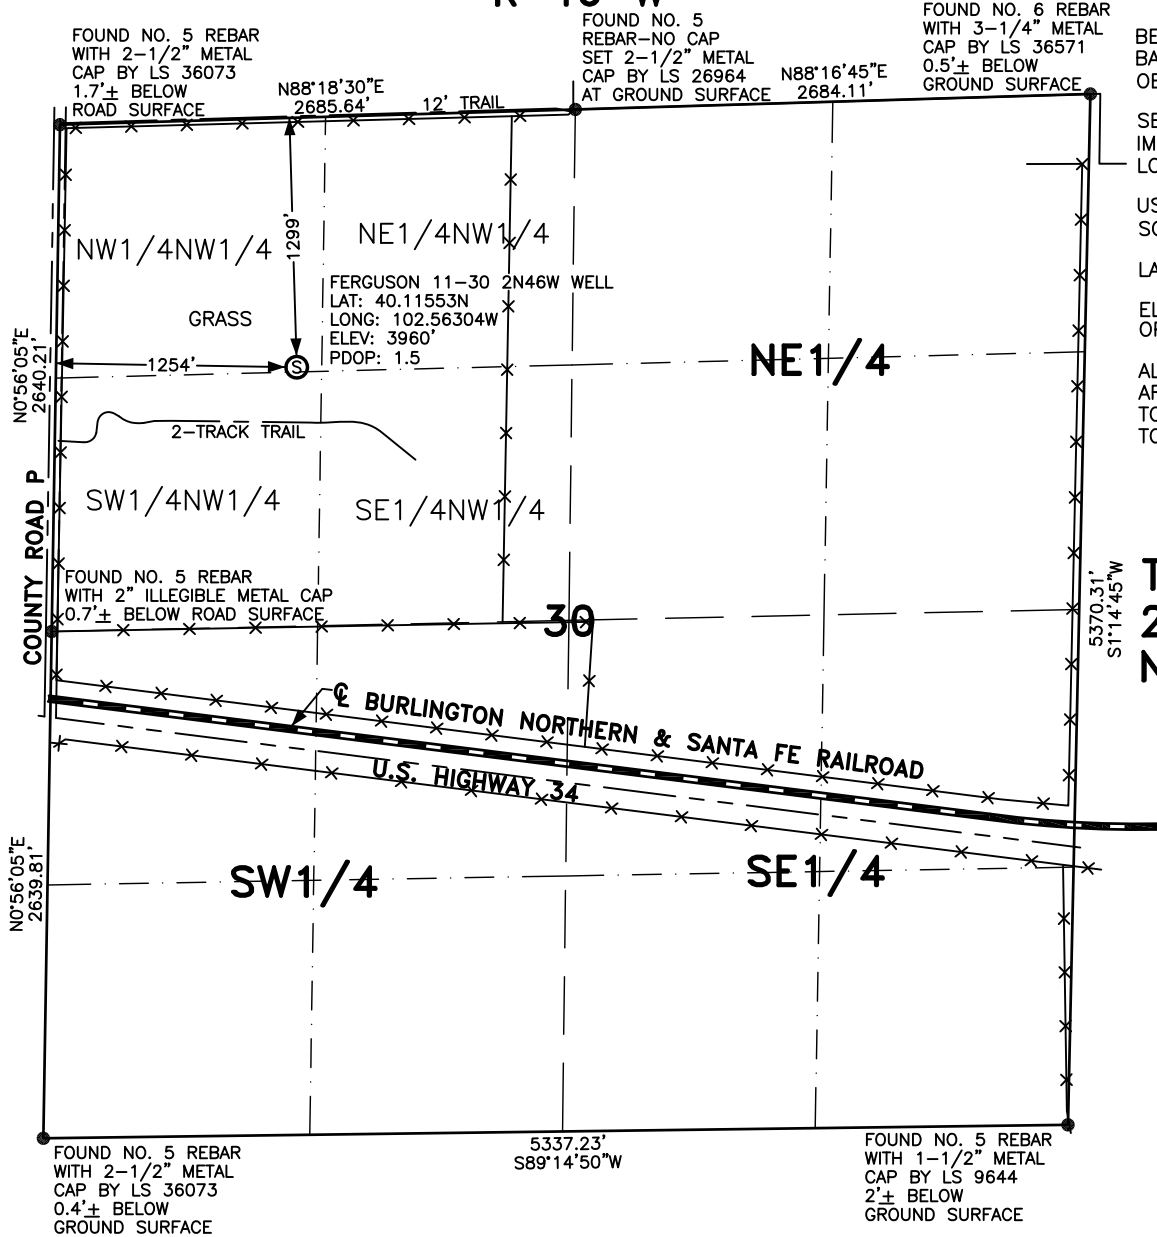 FOUND NO. 5 REBAR
WITH 2-1/2" METAL
CAP BY LS 36073
1.7'± BELOW
ROAD SURFACE
N88°18'30"E
2685.64'
12' TRAIL
FOUND NO. 5
REBAR-NO CAP
SET 2-1/2" METAL
CAP BY LS 26964
AT GROUND SURFACE
N88°16'45"E
2684.11'
FOUND NO. 6 REBAR
WITH 3-1/4" METAL
CAP BY LS 36571
0.5'± BELOW
GROUND SURFACE
NW1/4NW1/4
1299'
NE1/4NW1/4
GRASS
FERGUSON 11-30 2N46W WELL
LAT: 40.11553N
LONG: 102.56304W
ELEV: 3960'
PDOP: 1.5
1254'
S
NE1/4
N0°56'05"E
2640.21'
2-TRACK TRAIL
SW1/4NW1/4
SE1/4NW1/4
COUNTY ROAD P
FOUND NO. 5 REBAR
WITH 2" ILLEGIBLE METAL CAP
0.7'± BELOW ROAD SURFACE
30
5370.31'
S1°14'45"W
T
2
N
℄ BURLINGTON NORTHERN & SANTA FE RAILROAD
U.S. HIGHWAY 34
SW1/4
SE1/4
N0°56'05"E
2639.81'
FOUND NO. 5 REBAR
WITH 2-1/2" METAL
CAP BY LS 36073
0.4'± BELOW
GROUND SURFACE
5337.23'
S89°14'50"W
FOUND NO. 5 REBAR
WITH 1-1/2" METAL
CAP BY LS 9644
2'± BELOW
GROUND SURFACE